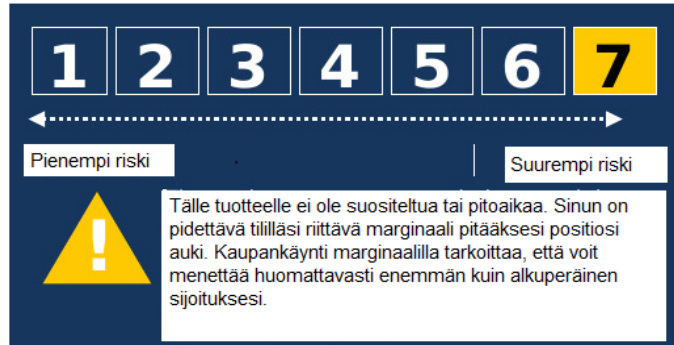 1 2 3 4 5 6 7
Pienempi riski
Suurempi riski
!
Tälle tuotteelle ei ole suositeltua tai pitoaikaa. Sinun on
pidettävä tililläsi riittävä marginaali pitääksesi positiosi
auki. Kaupankäynti marginaalilla tarkoittaa, että voit
menettää huomattavasti enemmän kuin alkuperäinen
sijoituksesi.